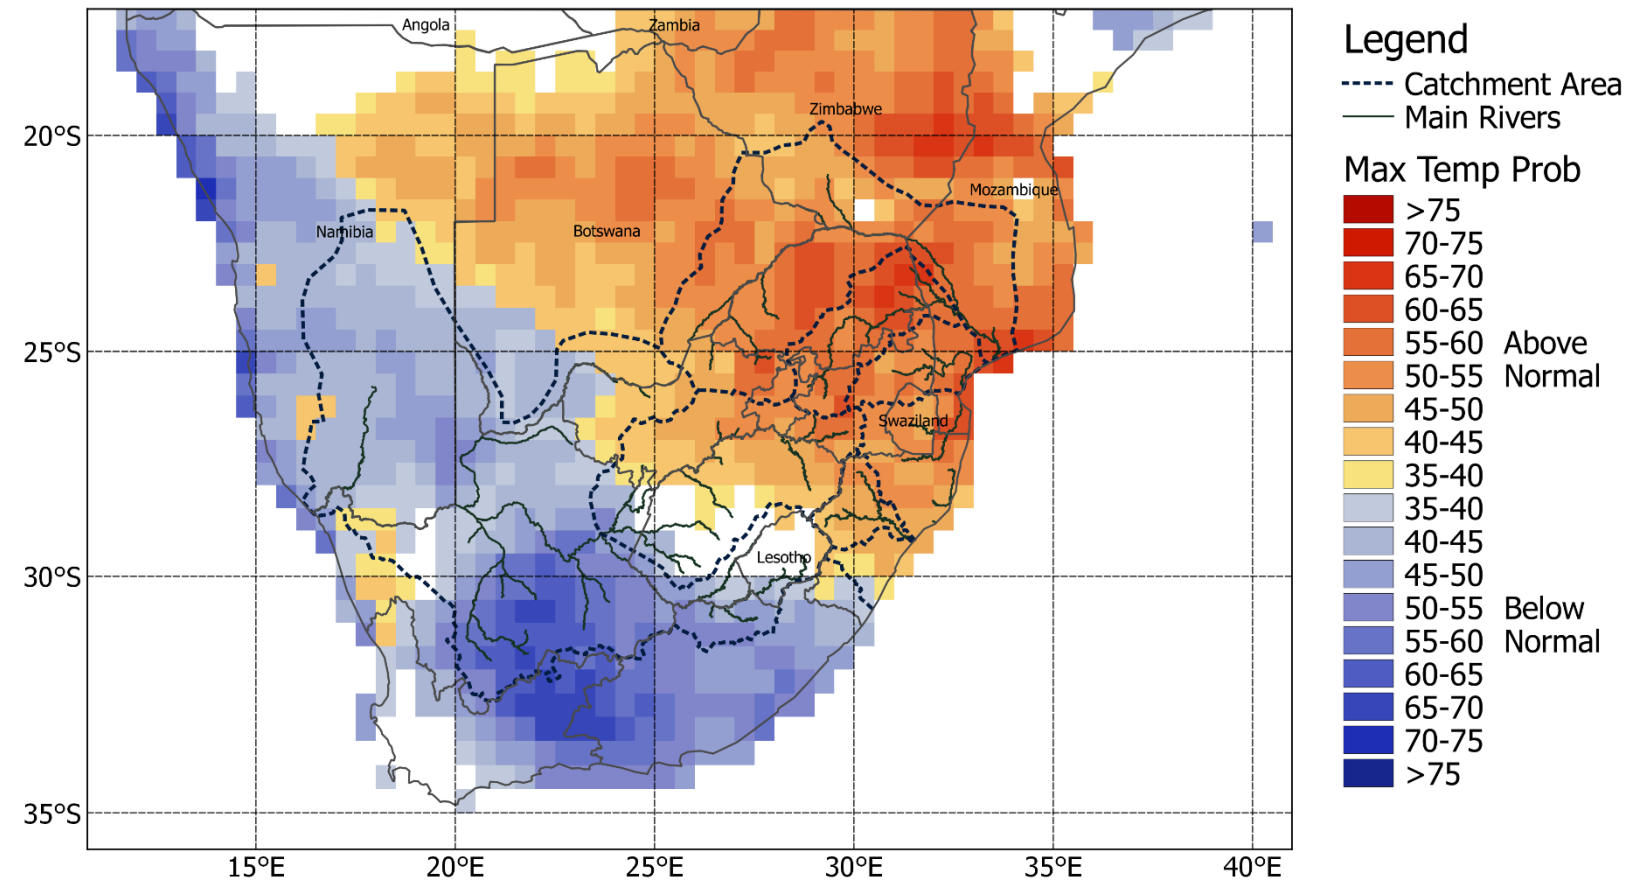 Angola
Zambia
Zimbabwe
Mozambique
Namibia
Botswana
Swaziland
Lesotho
20°S
25°S
30°S
35°S
15°E
20°E
25°E
30°E
35°E
40°E
Legend
Catchment Area
Main Rivers
Max Temp Prob
>75
70-75
65-70
60-65
55-60 Above
50-55 Normal
45-50
40-45
35-40
35-40
40-45
45-50
50-55 Below
55-60 Normal
60-65
65-70
70-75
>75